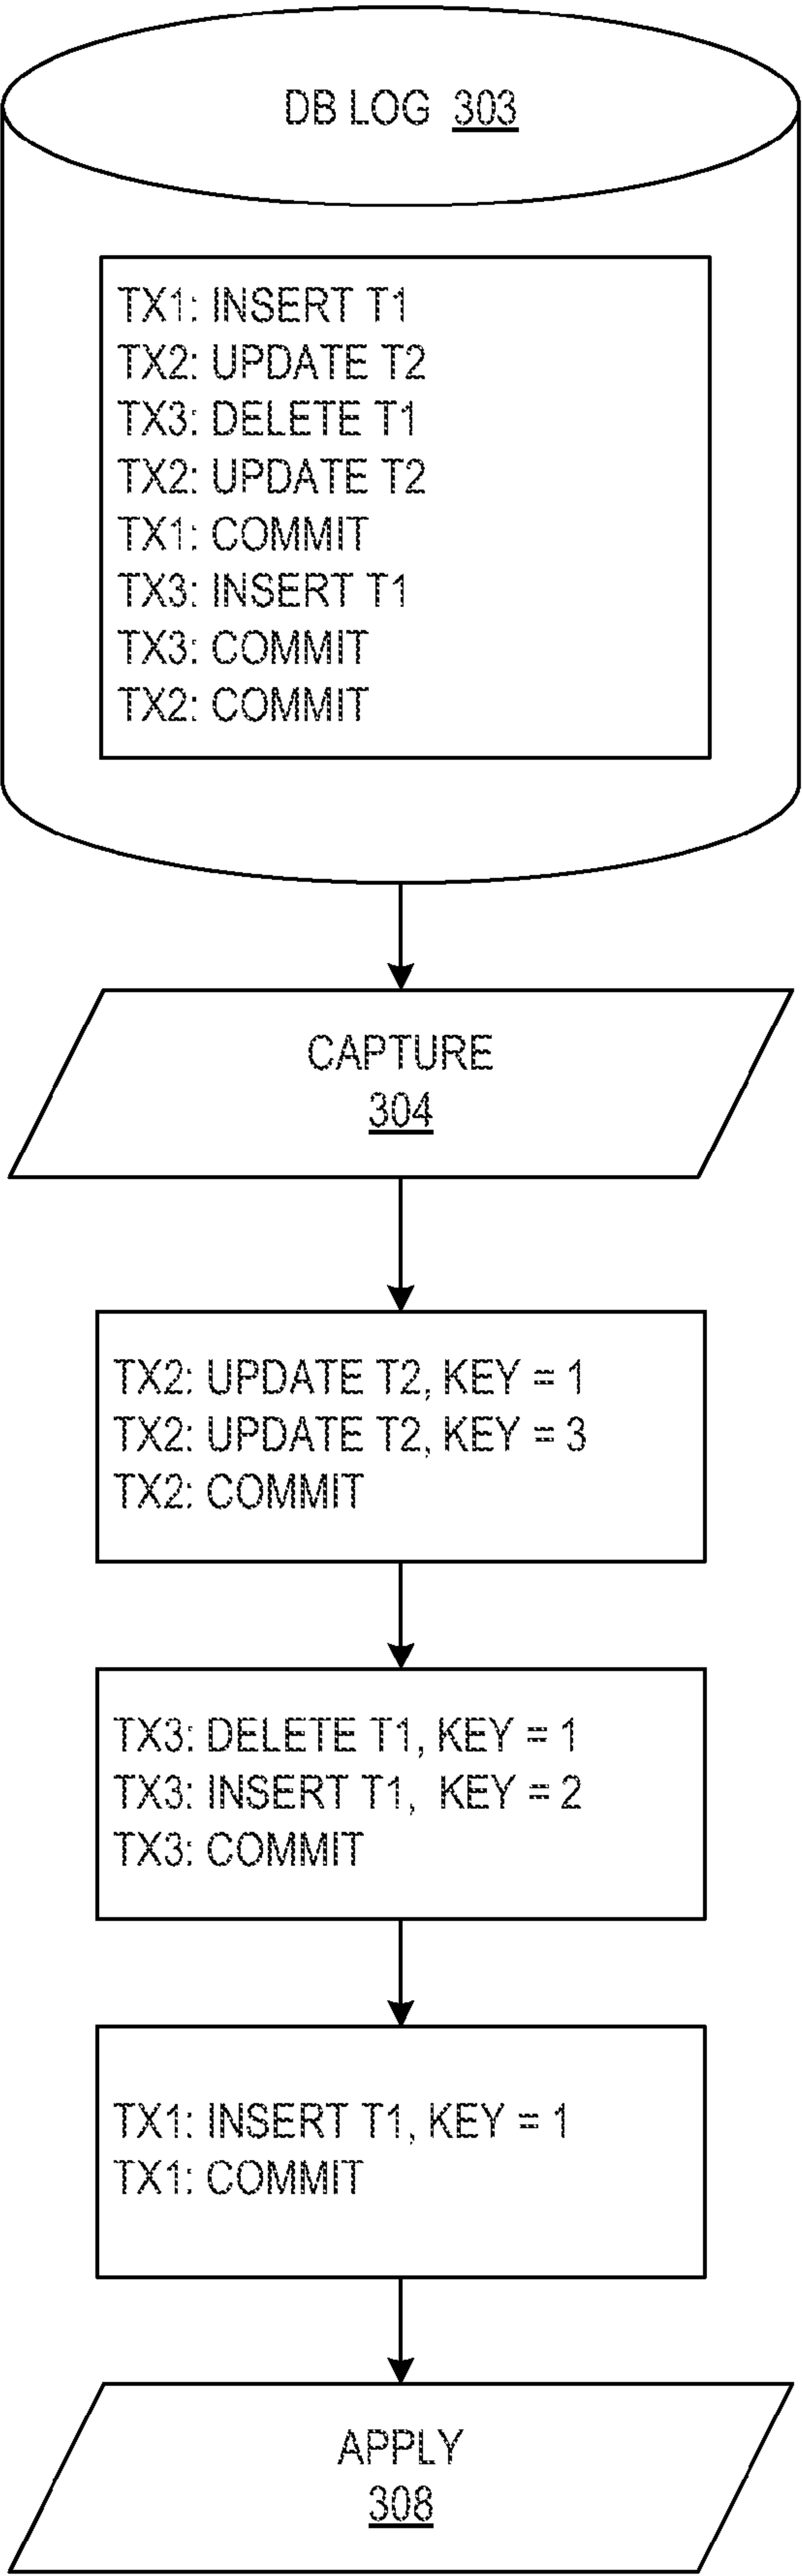 DB LOG 303
TX1: INSERT T1
TX2: UPDATE T2
TX3: DELETE T1
TX2: UPDATE T2
TX1: COMMIT
TX3: INSERT T1
TX3: COMMIT
TX2: COMMIT
CAPTURE
304
TX2: UPDATE T2, KEY = 1
TX2: UPDATE T2, KEY = 3
TX2: COMMIT
TX3: DELETE T1, KEY = 1
TX3: INSERT T1, KEY = 2
TX3: COMMIT
TX1: INSERT T1, KEY = 1
TX1: COMMIT
APPLY
308